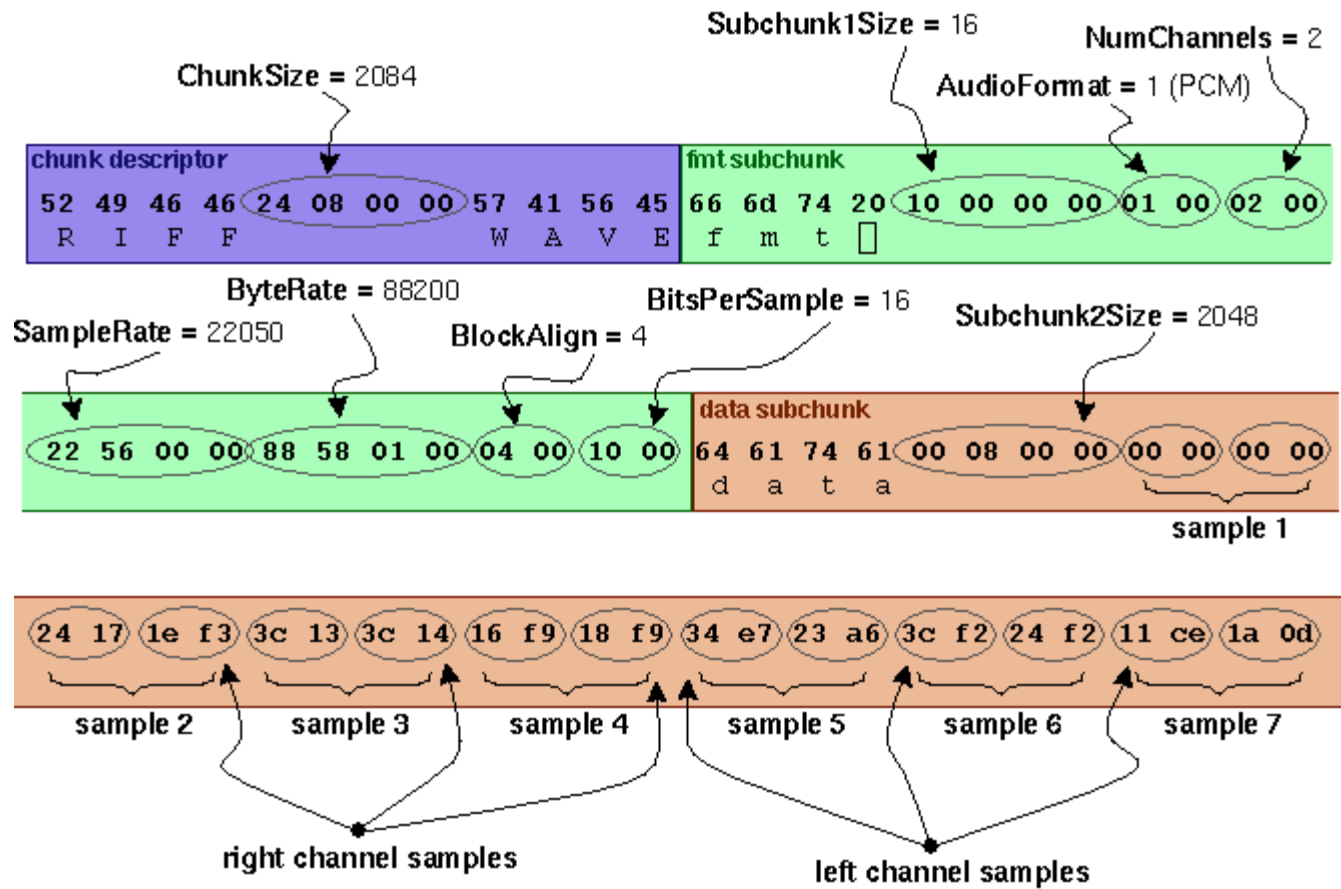 Subchunk1Size = 16
NumChannels = 2
ChunkSize = 2084
AudioFormat = 1 (PCM)
chunk descriptor
fmt subchunk
52 49 46 46 24 08 00 00 57 41 56 45 66 6d 74 20 10 00 00 00 01 00 02 00
R I F F W A V E f m t
ByteRate = 88200
BitsPerSample = 16
SampleRate = 22050
BlockAlign = 4
Subchunk2Size = 2048
data subchunk
22 56 00 00 88 58 01 00 04 00 10 00 64 61 74 61 00 08 00 00 00 00 00 00
d a t a
sample 1
24 17 1e f3 3c 13 3c 14 16 f9 18 f9 34 e7 23 a6 3c f2 24 f2 11 ce 1a 0d
sample 2 sample 3 sample 4 sample 5 sample 6 sample 7
right channel samples
left channel samples